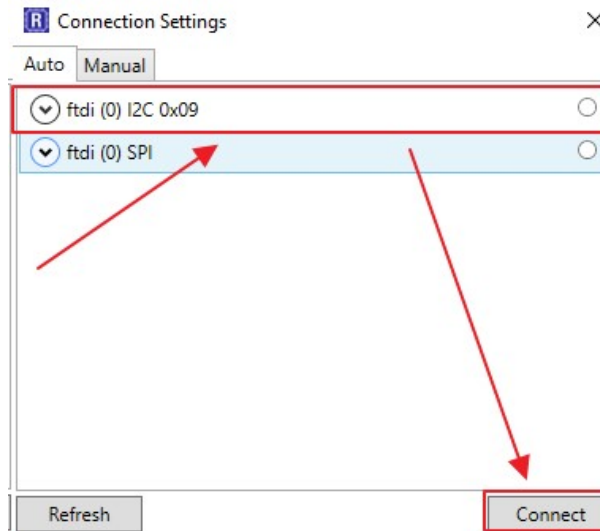 R Connection Settings
Auto Manual
ftdi (0) I2C 0x09
ftdi (0) SPI
Refresh Connect